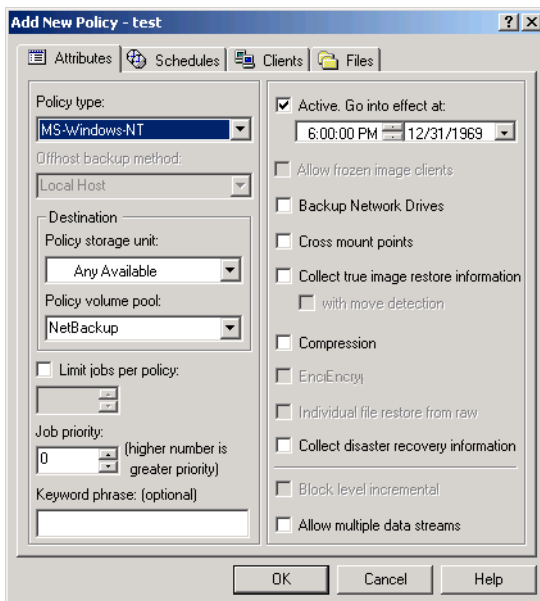 Add New Policy - test
Attributes
Schedules
Clients
Files
Policy type:
MS-Windows-NT
Offhost backup method:
Local Host
Destination
Policy storage unit:
Any Available
Policy volume pool:
NetBackup
Limit jobs per policy:
Job priority:
0
(higher number is
greater priority)
Keyword phrase: (optional)
Active. Go into effect at:
6:00:00 PM
12/31/1969
Allow frozen image clients
Backup Network Drives
Cross mount points
Collect true image restore information
with move detection
Compression
Individual file restore from raw
Collect disaster recovery information
Block level incremental
Allow multiple data streams
OK
Cancel
Help